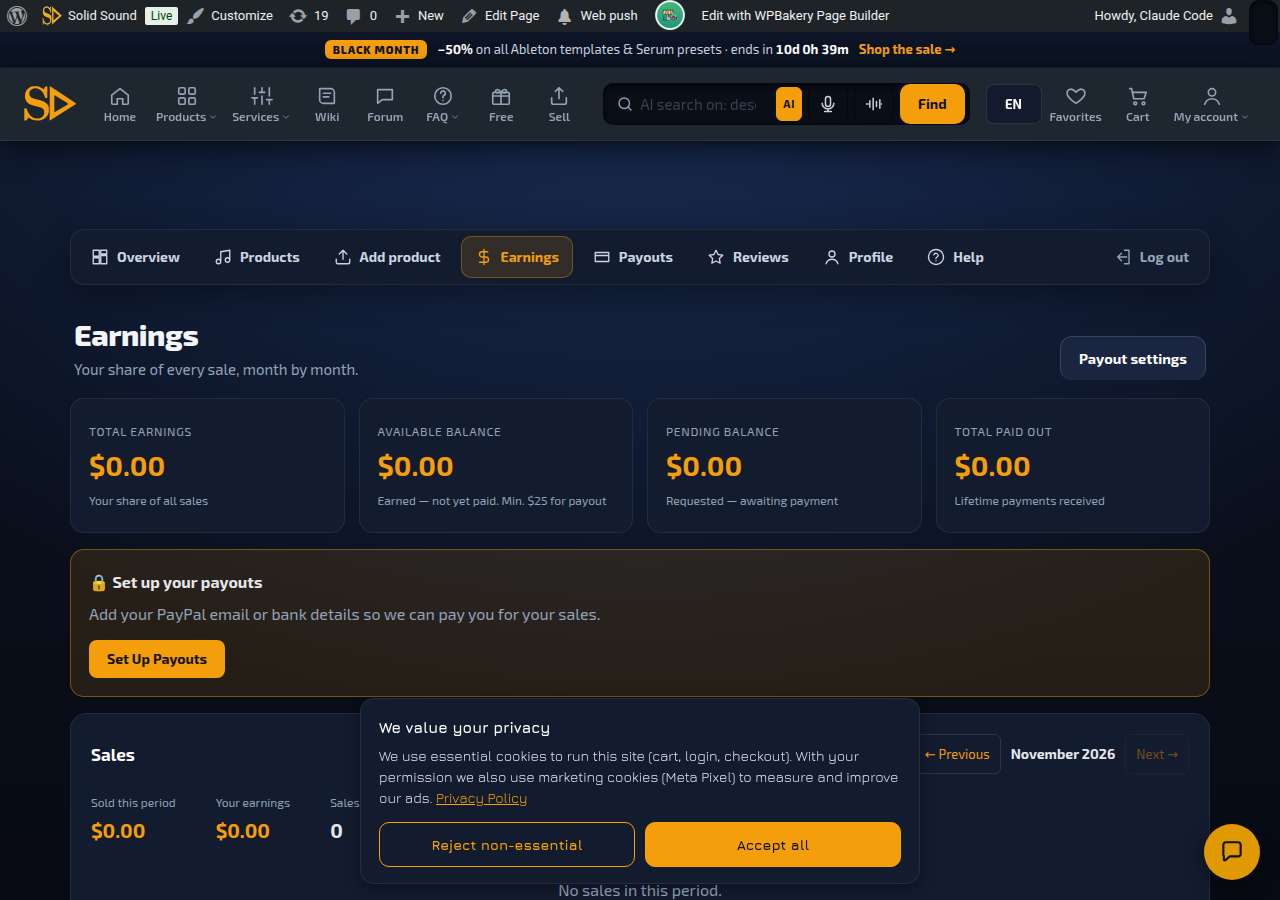 Solid Sound Live Customize 19 0 New Edit Page Web push Edit with WPBakery Page Builder Howdy, Claude Code
BLACK MONTH −50% on all Ableton templates & Serum presets · ends in 10d 0h 39m Shop the sale →
Home Products Services Wiki Forum FAQ Free Sell AI search on: des AI Find EN Favorites Cart My account
Overview Products Add product Earnings Payouts Reviews Profile Help Log out
Earnings
Your share of every sale, month by month.
Payout settings
TOTAL EARNINGS
$0.00
Your share of all sales
AVAILABLE BALANCE
$0.00
Earned — not yet paid. Min. $25 for payout
PENDING BALANCE
$0.00
Requested — awaiting payment
TOTAL PAID OUT
$0.00
Lifetime payments received
🔒 Set up your payouts
Add your PayPal email or bank details so we can pay you for your sales.
Set Up Payouts
Sales
← Previous November 2026 Next →
Sold this period
$0.00
Your earnings
$0.00
Sales
0
No sales in this period.
We value your privacy
We use essential cookies to run this site (cart, login, checkout). With your
permission we also use marketing cookies (Meta Pixel) to measure and improve
our ads. Privacy Policy
Reject non-essential
Accept all